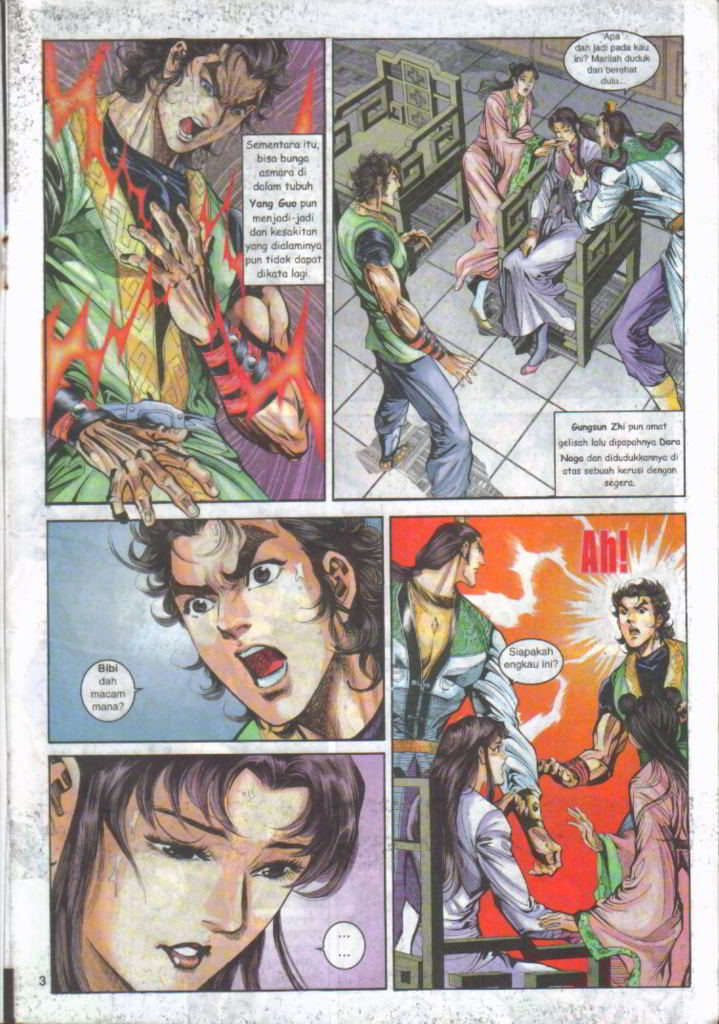 Sementara itu,
bisa bunga
asmara di
dalam tubuh
Yang Guo pun
menjadi-jadi
dan kesakitan
yang dialaminya
pun tidak dapat
dikata lagi.
Apa
dah jadi pada kau
ini? Marilah duduk
dan berehat
dulu...
Gungsun Zhi pun amat
gelisah lalu dipapahnya Dara
Naga dan didudukkannya di
atas sebuah kerusi dengan
segera.
Bibi
dah
macam
mana?
Ah!
Siapakah
engkau ini?
...
...
3